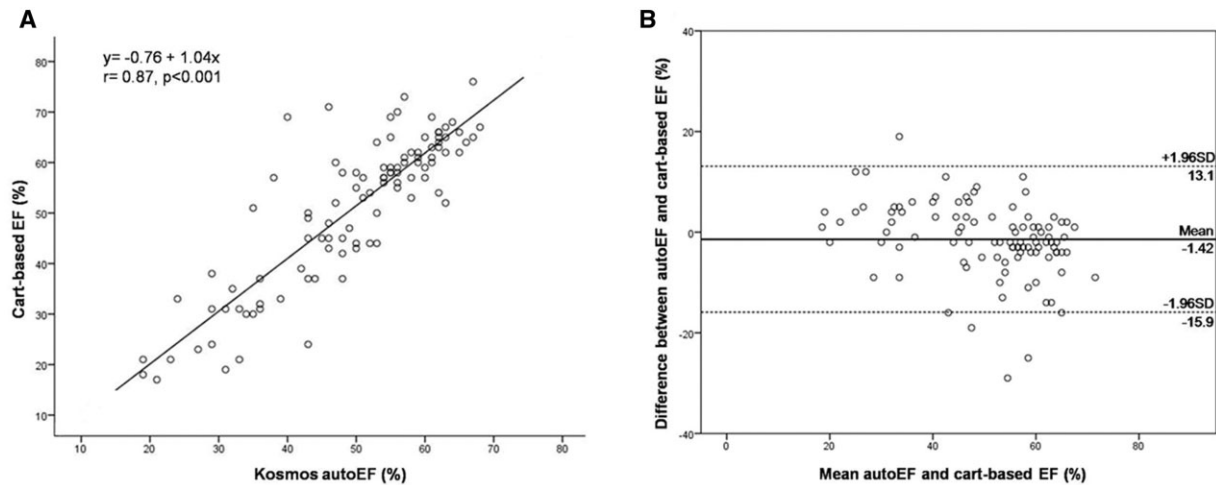 A
y= -0.76 + 1.04x
r= 0.87, p<0.001
Cart-based EF (%)
80
70
60
50
40
30
20
10
10 20 30 40 50 60 70 80
Kosmos autoEF (%)
B
Difference between autoEF and cart-based EF (%)
40
20
0
-20
-40
+1.96SD
13.1
Mean
-1.42
-1.96SD
-15.9
0 20 40 60 80
Mean autoEF and cart-based EF (%)